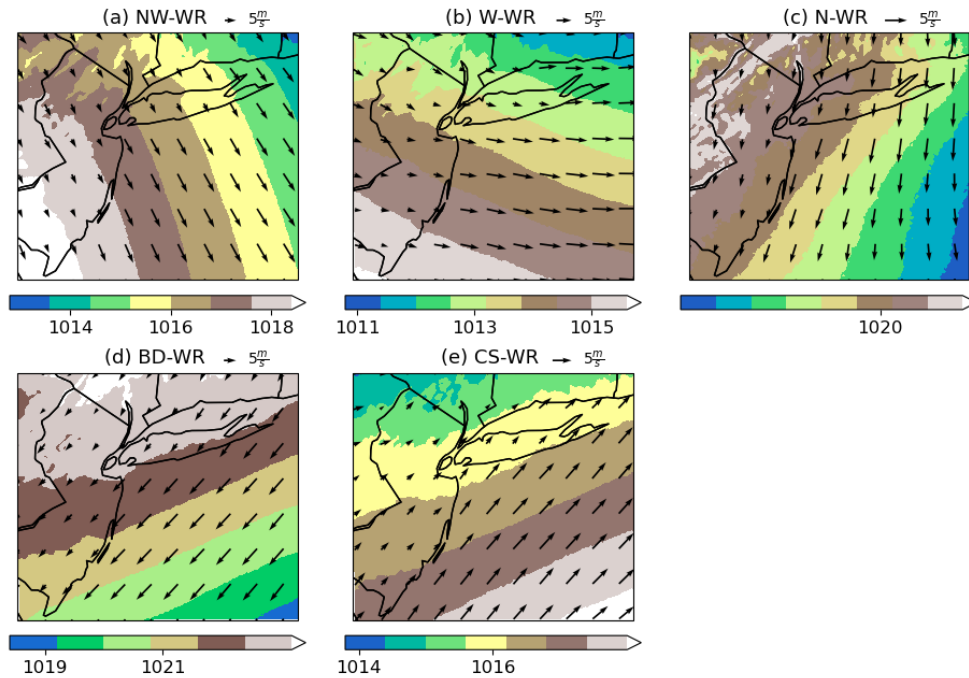 (a) NW-WR 5 m/s
(b) W-WR 5 m/s
(c) N-WR 5 m/s
1014 1016 1018
1011 1013 1015
1020
(d) BD-WR 5 m/s
(e) CS-WR 5 m/s
1019 1021
1014 1016